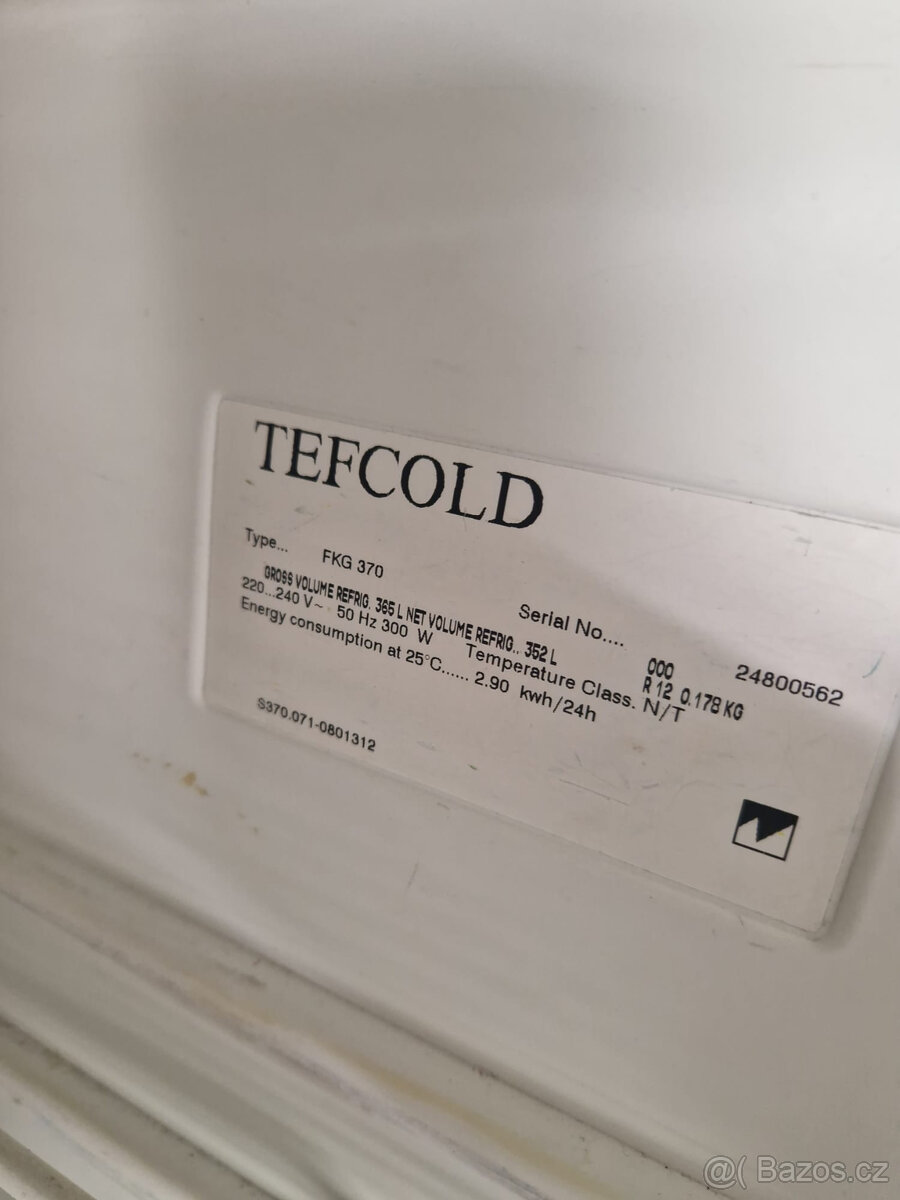 TEFCOLD
Type... FKG 370
Serial No.... 000 24800562
GROSS VOLUME REFRIG. 365 L NET VOLUME REFRIG.. 352 L
R 12 0.178 KG
220...240 V~ 50 Hz 300 W Temperature Class. N/T
Energy consumption at 25°C...... 2.90 kwh/24h
S370.071-0801312
@( Bazos.cz